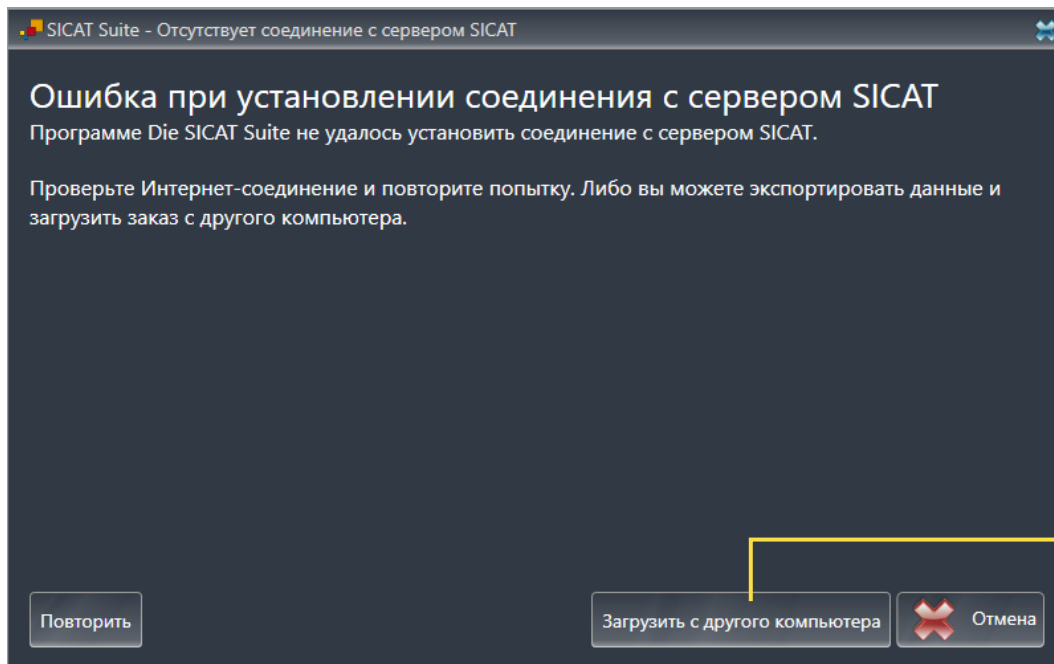 SICAT Suite - Отсутствует соединение с сервером SICAT
Ошибка при установлении соединения с сервером SICAT
Программе Die SICAT Suite не удалось установить соединение с сервером SICAT.
Проверьте Интернет-соединение и повторите попытку. Либо вы можете экспортировать данные и
загрузить заказ с другого компьютера.
Повторить
Загрузить с другого компьютера
Отмена